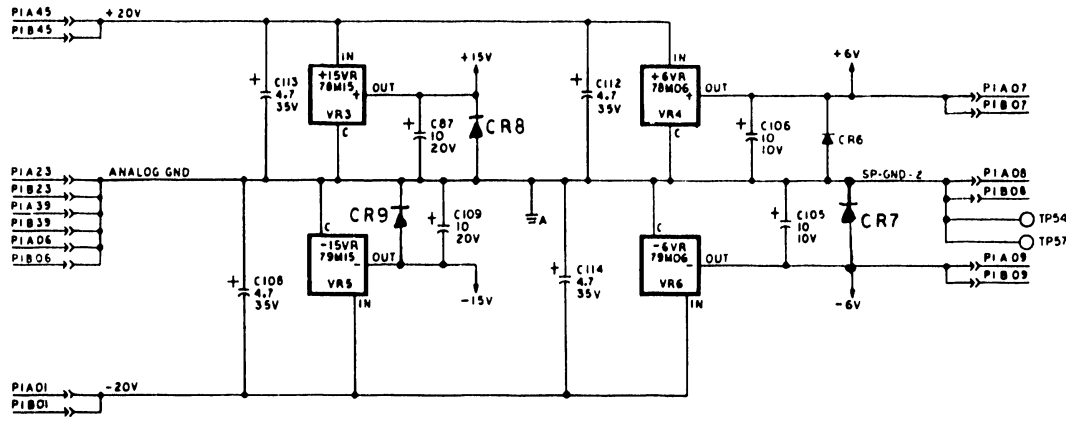 P1A45
P1B45
+20V
IN
+15VR
78M15
VR3
+
OUT
C
+
C113
4.7
35V
+15V
+
C87
10
20V
CR8
+
C112
4.7
35V
IN
+6VR
78M06
VR4
+
OUT
C
+6V
+
C106
10
10V
CR6
P1A07
P1B07
P1A23
P1B23
P1A39
P1B39
P1A06
P1B06
ANALOG GND
SP-GND-2
P1A08
P1B08
TP54
TP57
P1A09
P1B09
+
C108
4.7
35V
C
-15VR
79M15
VR5
-
OUT
IN
CR9
+
C109
10
20V
-15V
A
+
C114
4.7
35V
C
-6VR
79M06
VR6
-
OUT
IN
+
C105
10
10V
CR7
-6V
P1A01
P1B01
-20V